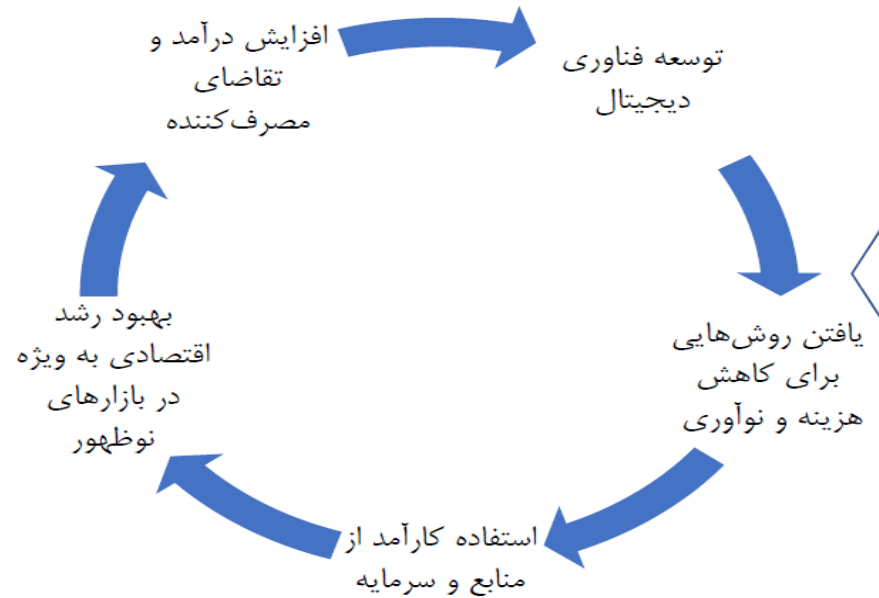 افزایش درآمد و
تقاضای
مصرف‌کننده
توسعه فناوری
دیجیتال
یافتن روش‌هایی
برای کاهش
هزینه و نوآوری
استفاده کارآمد از
منابع و سرمایه
بهبود رشد
اقتصادی به ویژه
در بازارهای
نوظهور